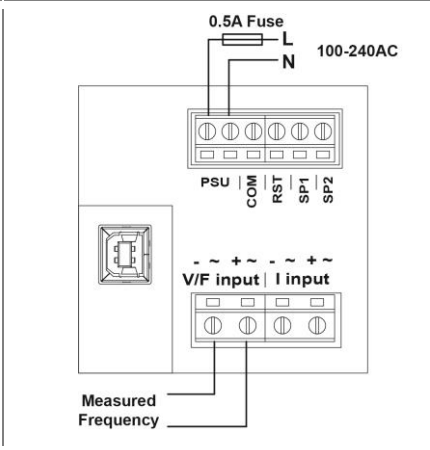 0.5A Fuse
L
N
100-240AC
PSU | COM | RST | SP1 | SP2
- ~ + ~ - ~ + ~
V/F input | I input
Measured
Frequency